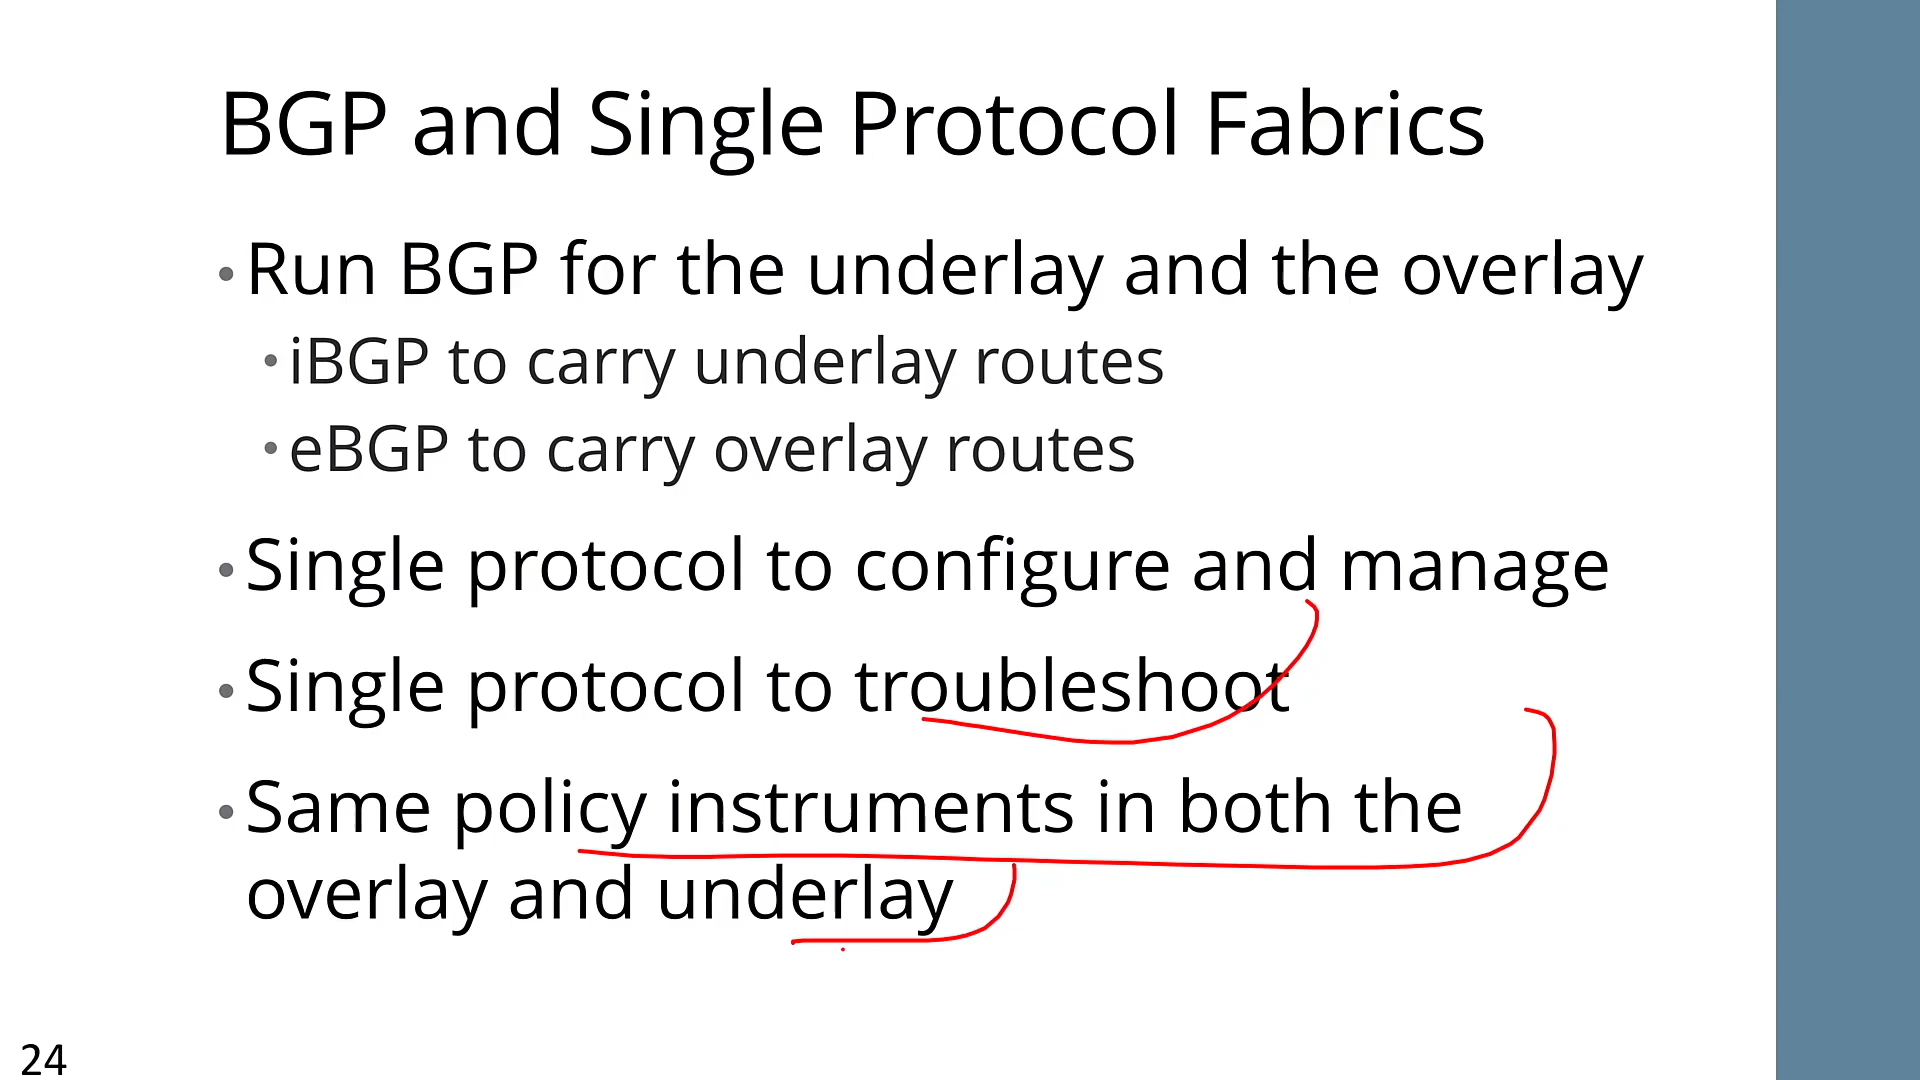 BGP and Single Protocol Fabrics
• Run BGP for the underlay and the overlay
• iBGP to carry underlay routes
• eBGP to carry overlay routes
• Single protocol to configure and manage
• Single protocol to troubleshoot
• Same policy instruments in both the
overlay and underlay
24